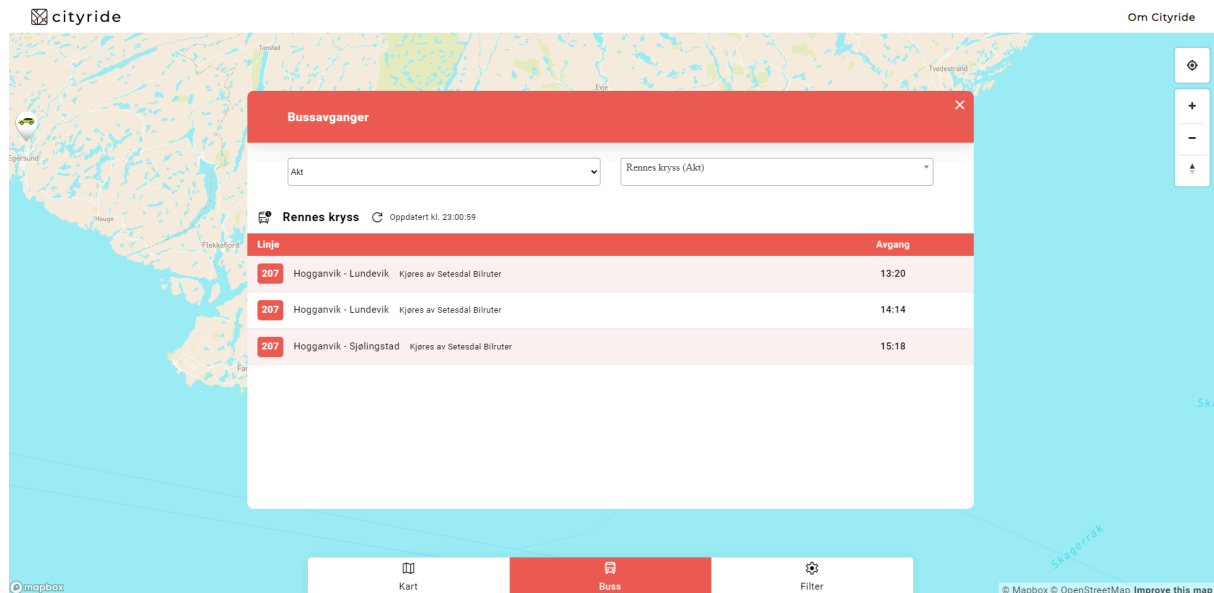 cityride
Om Cityride
Tonstad
Evje
Tvedestrand
Egersund
Hauge
Flekkefjord
Bussavganger
Akt
Rennes kryss (Akt)
Rennes kryss Oppdatert kl. 23:00:59
Linje Avgang
207 Hogganvik - Lundevik Kjøres av Setesdal Bilruter 13:20
207 Hogganvik - Lundevik Kjøres av Setesdal Bilruter 14:14
207 Hogganvik - Sjølingstad Kjøres av Setesdal Bilruter 15:18
Skagerrak
Kart
Buss
Filter
mapbox
© Mapbox © OpenStreetMap Improve this map